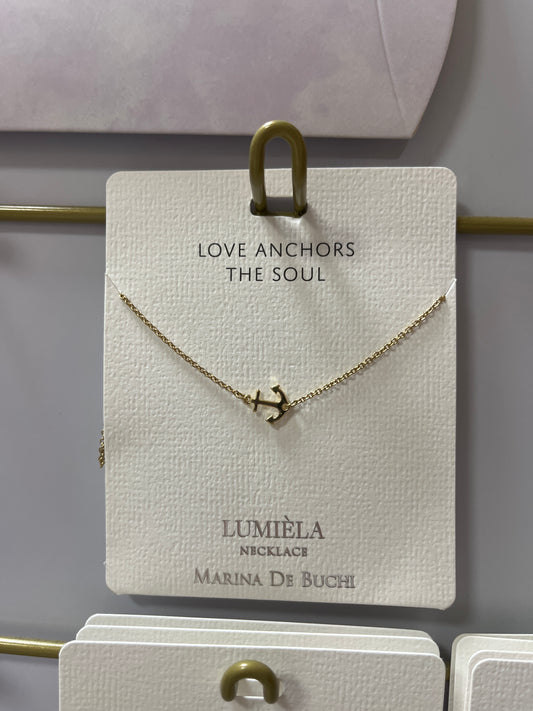 LOVE ANCHORS
THE SOUL
LUMIÈLA
NECKLACE
MARINA DE BUCHI